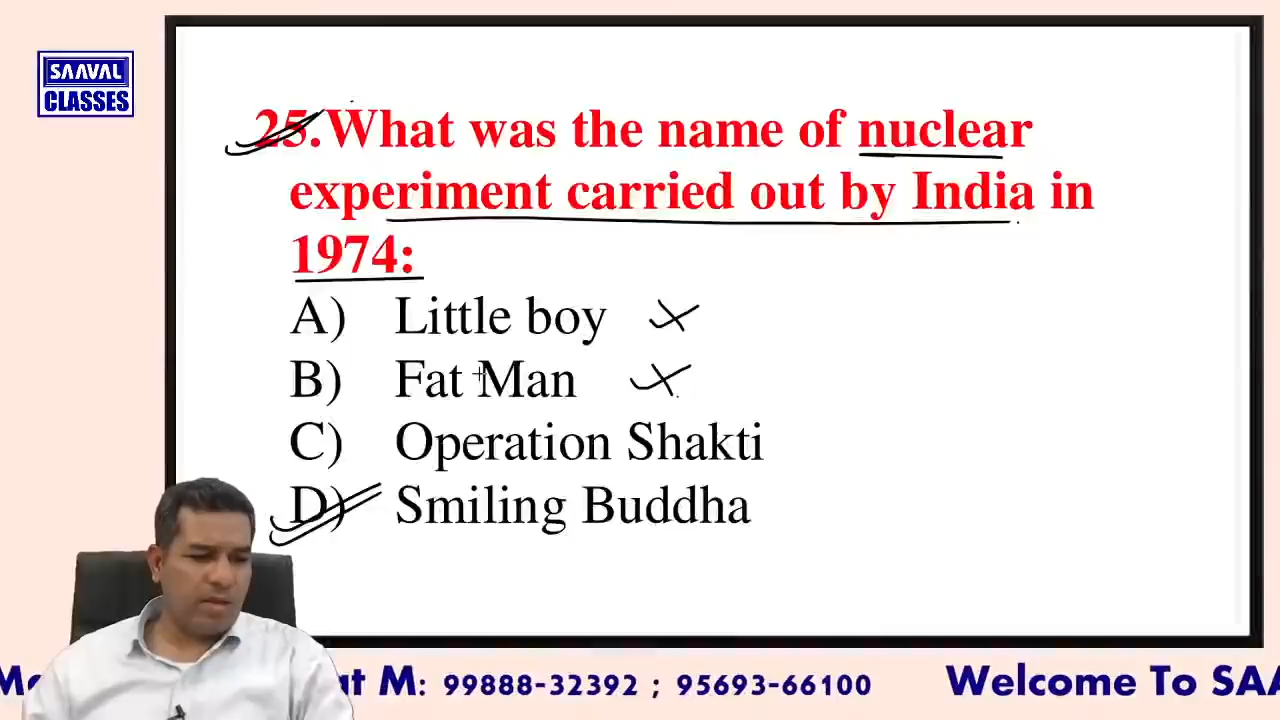 SAAVAL
CLASSES
25.What was the name of nuclear
experiment carried out by India in
1974:
A) Little boy
B) Fat Man
C) Operation Shakti
D) Smiling Buddha
at M: 99888-32392 ; 95693-66100 Welcome To SAA